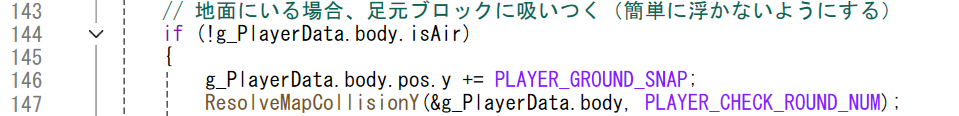 143 // 地面にいる場合、足元ブロックに吸いつく（簡単に浮かないようにする）
144 if (!g_PlayerData.body.isAir)
145 {
146 g_PlayerData.body.pos.y += PLAYER_GROUND_SNAP;
147 ResolveMapCollisionY(&g_PlayerData.body, PLAYER_CHECK_ROUND_NUM);